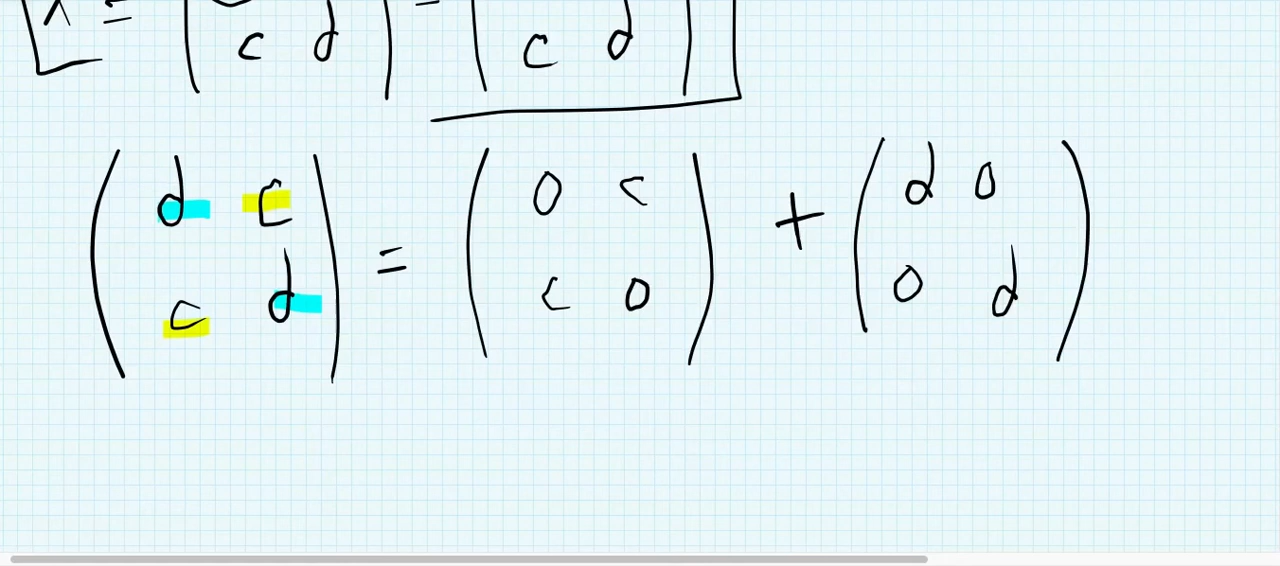 c d = c d
( d c = ( 0 c + ( d 0
c d ) c 0 ) 0 d )